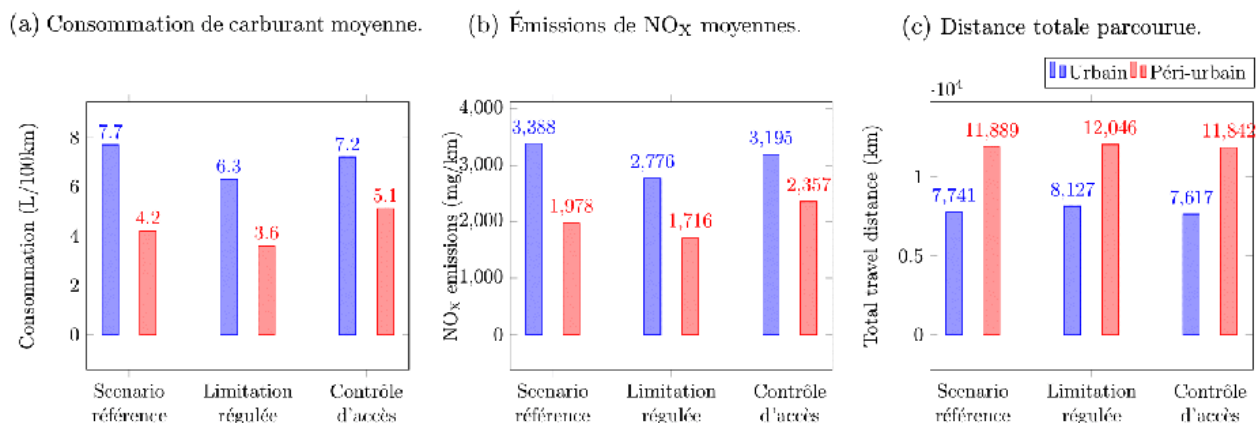 (a) Consommation de carburant moyenne.
(b) Émissions de NOX moyennes.
(c) Distance totale parcourue.
Urbain Péri-urbain
Consommation (L/100km)
8
6
4
2
0
7.7
4.2
6.3
3.6
7.2
5.1
Scenario référence
Limitation régulée
Contrôle d'accès
NOX emissions (mg/km)
4,000
3,000
2,000
1,000
0
3,388
1,978
2,776
1,716
3,195
2,357
Scenario référence
Limitation régulée
Contrôle d'accès
Total travel distance (km)
·10⁴
1
0.5
0
7,741
11,889
8,127
12,046
7,617
11,842
Scenario référence
Limitation régulée
Contrôle d'accès